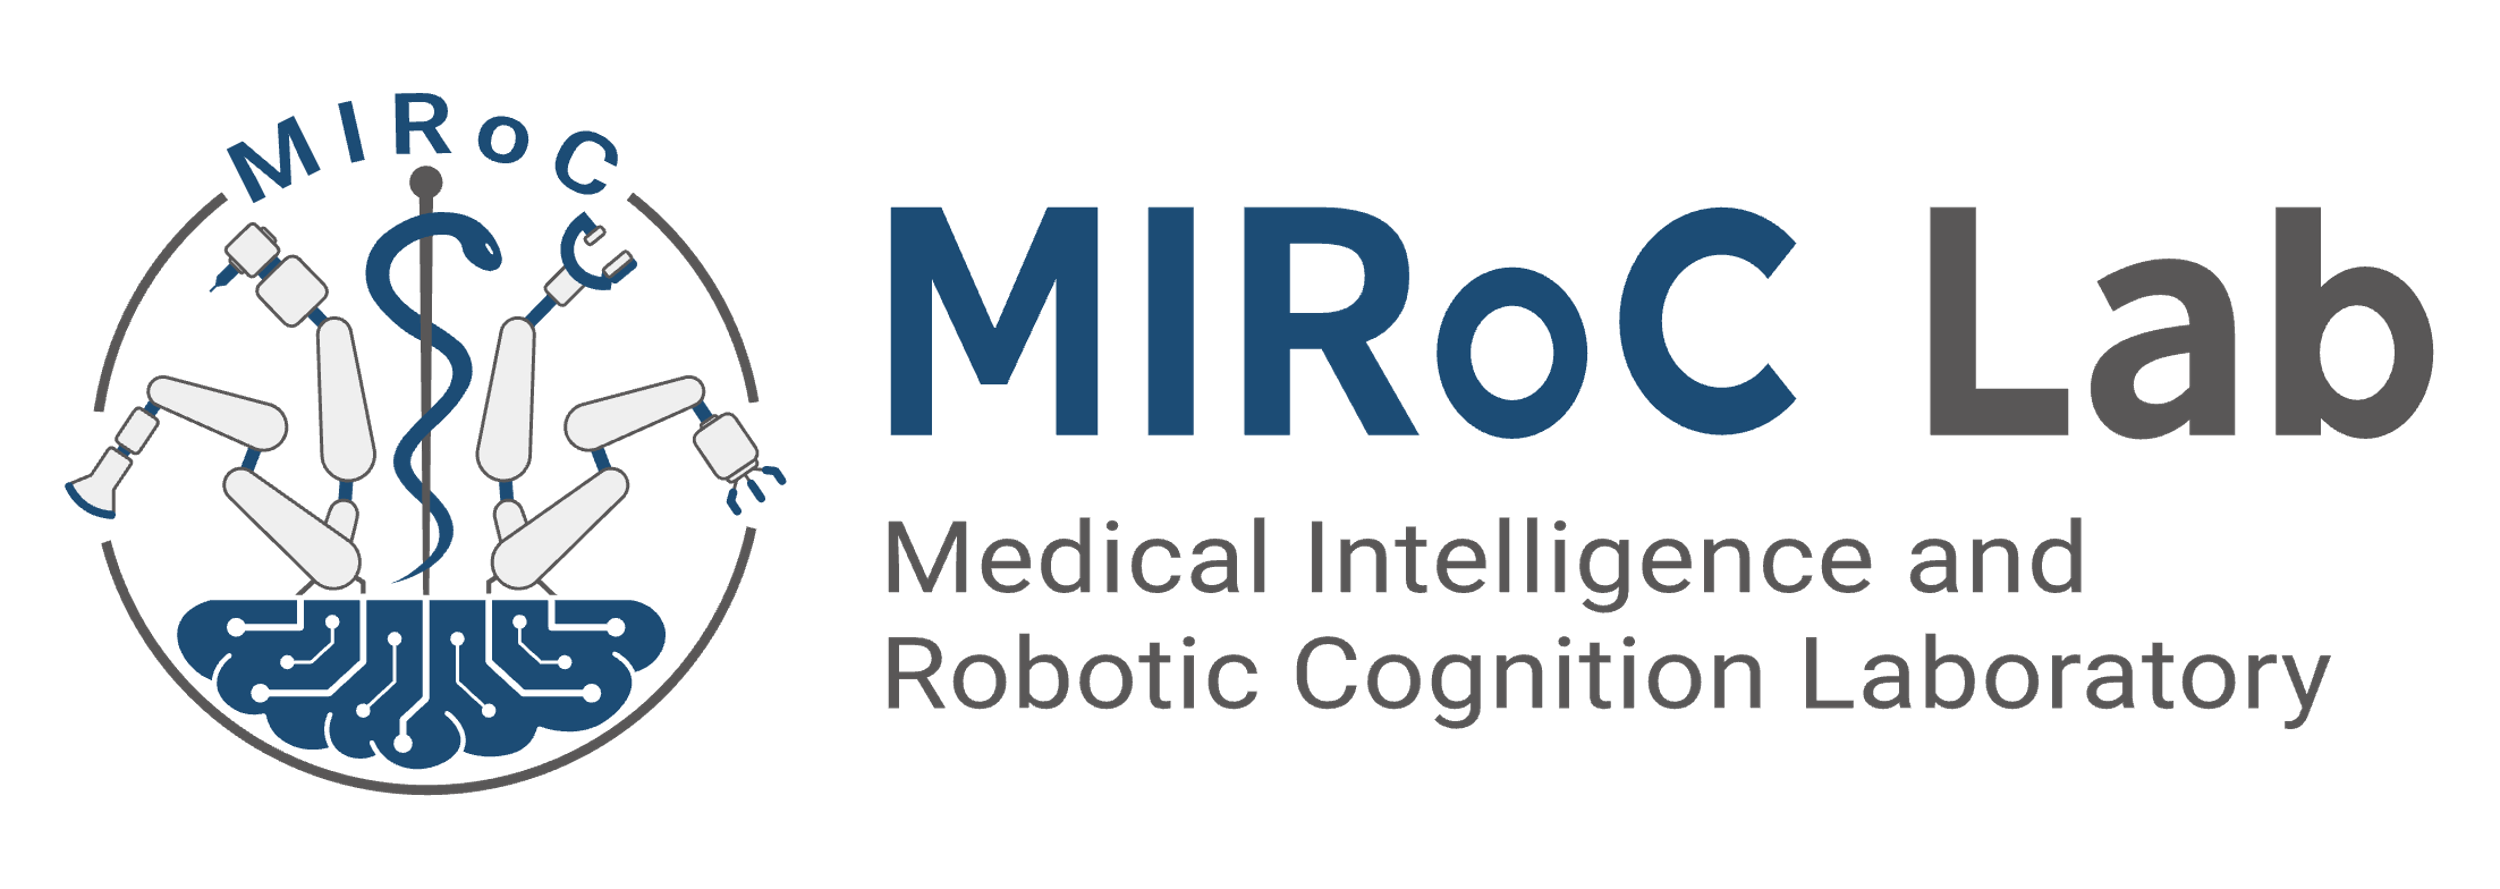 MIRoC
MIRoC Lab
Medical Intelligence and
Robotic Cognition Laboratory